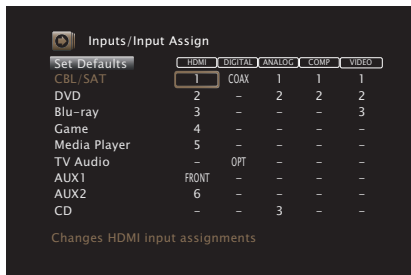 Inputs/Input Assign
Set Defaults HDMI DIGITAL ANALOG COMP VIDEO
CBL/SAT 1 COAX 1 1 1
DVD 2 – 2 2 2
Blu-ray 3 – – – 3
Game 4 – – – –
Media Player 5 – – – –
TV Audio – OPT – – –
AUX1 FRONT – – – –
AUX2 6 – – – –
CD – – 3 – –
Changes HDMI input assignments